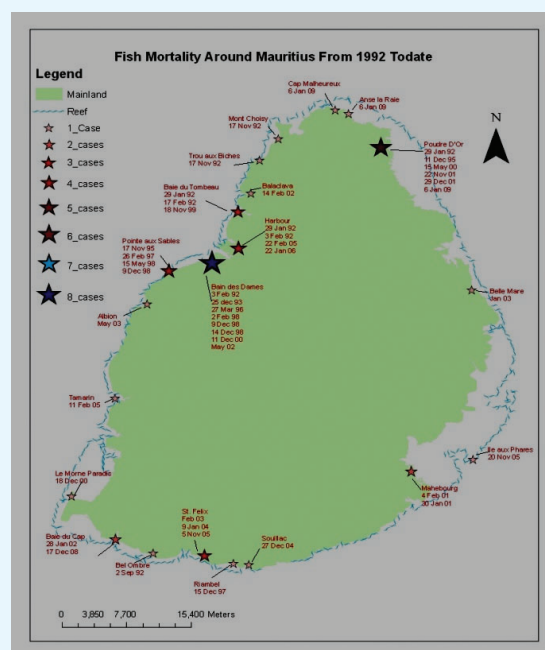 Fish Mortality Around Mauritius From 1992 Todate
Legend
Mainland
Reef
1_Case
2_cases
3_cases
4_cases
5_cases
6_cases
7_cases
8_cases
N
Cap Malheureux
6 Jan 09
Anse la Raie
6 Jan 09
Mont Choisy
17 Nov 92
Trou aux Biches
17 Nov 92
Poudre D'Or
29 Jan 92
11 Dec 95
15 May 00
22 Nov 01
29 Dec 01
6 Jan 09
Baie du Tombeau
29 Jan 92
17 Feb 92
18 Nov 99
Balaclava
14 Feb 02
Harbour
29 Jan 92
3 Feb 92
22 Feb 05
22 Jan 06
Pointe aux Sables
17 Nov 95
26 Feb 97
15 May 98
9 Dec 98
Bain des Dames
3 Feb 92
25 dec 93
27 Mar 96
2 Feb 98
9 Dec 98
14 Dec 98
11 Dec 00
May 02
Belle Mare
Jan 03
Albion
May 03
Tamarin
11 Feb 05
Ile aux Phares
20 Nov 05
Le Morne Paradis
18 Dec 00
Mahebourg
4 Feb 01
30 Jan 01
St. Felix
Feb 03
9 Jan 04
5 Nov 05
Baie du Cap
28 Jan 02
17 Dec 08
Souillac
27 Dec 04
Bel Ombre
2 Sep 92
Riambel
15 Dec 97
0 3,850 7,700 15,400 Meters